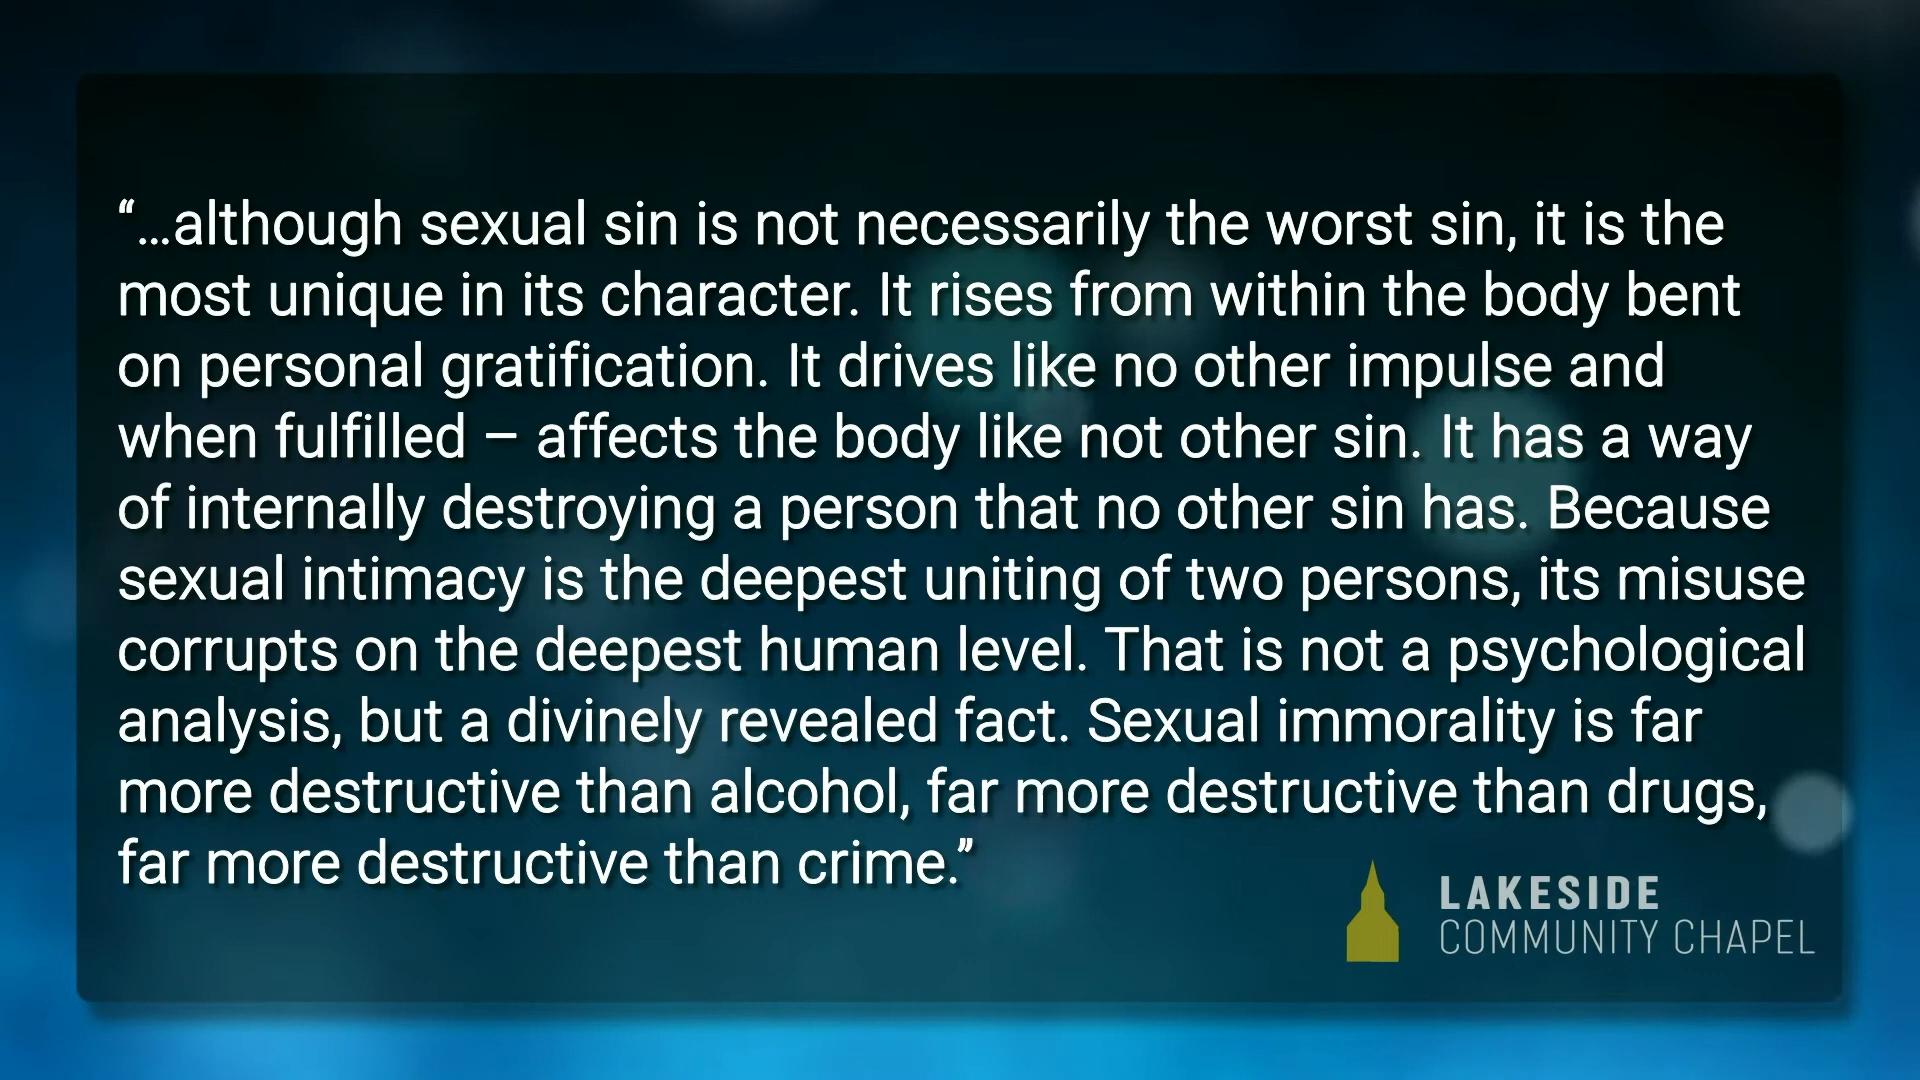 “…although sexual sin is not necessarily the worst sin, it is the
most unique in its character. It rises from within the body bent
on personal gratification. It drives like no other impulse and
when fulfilled – affects the body like not other sin. It has a way
of internally destroying a person that no other sin has. Because
sexual intimacy is the deepest uniting of two persons, its misuse
corrupts on the deepest human level. That is not a psychological
analysis, but a divinely revealed fact. Sexual immorality is far
more destructive than alcohol, far more destructive than drugs,
far more destructive than crime.”
LAKESIDE
COMMUNITY CHAPEL